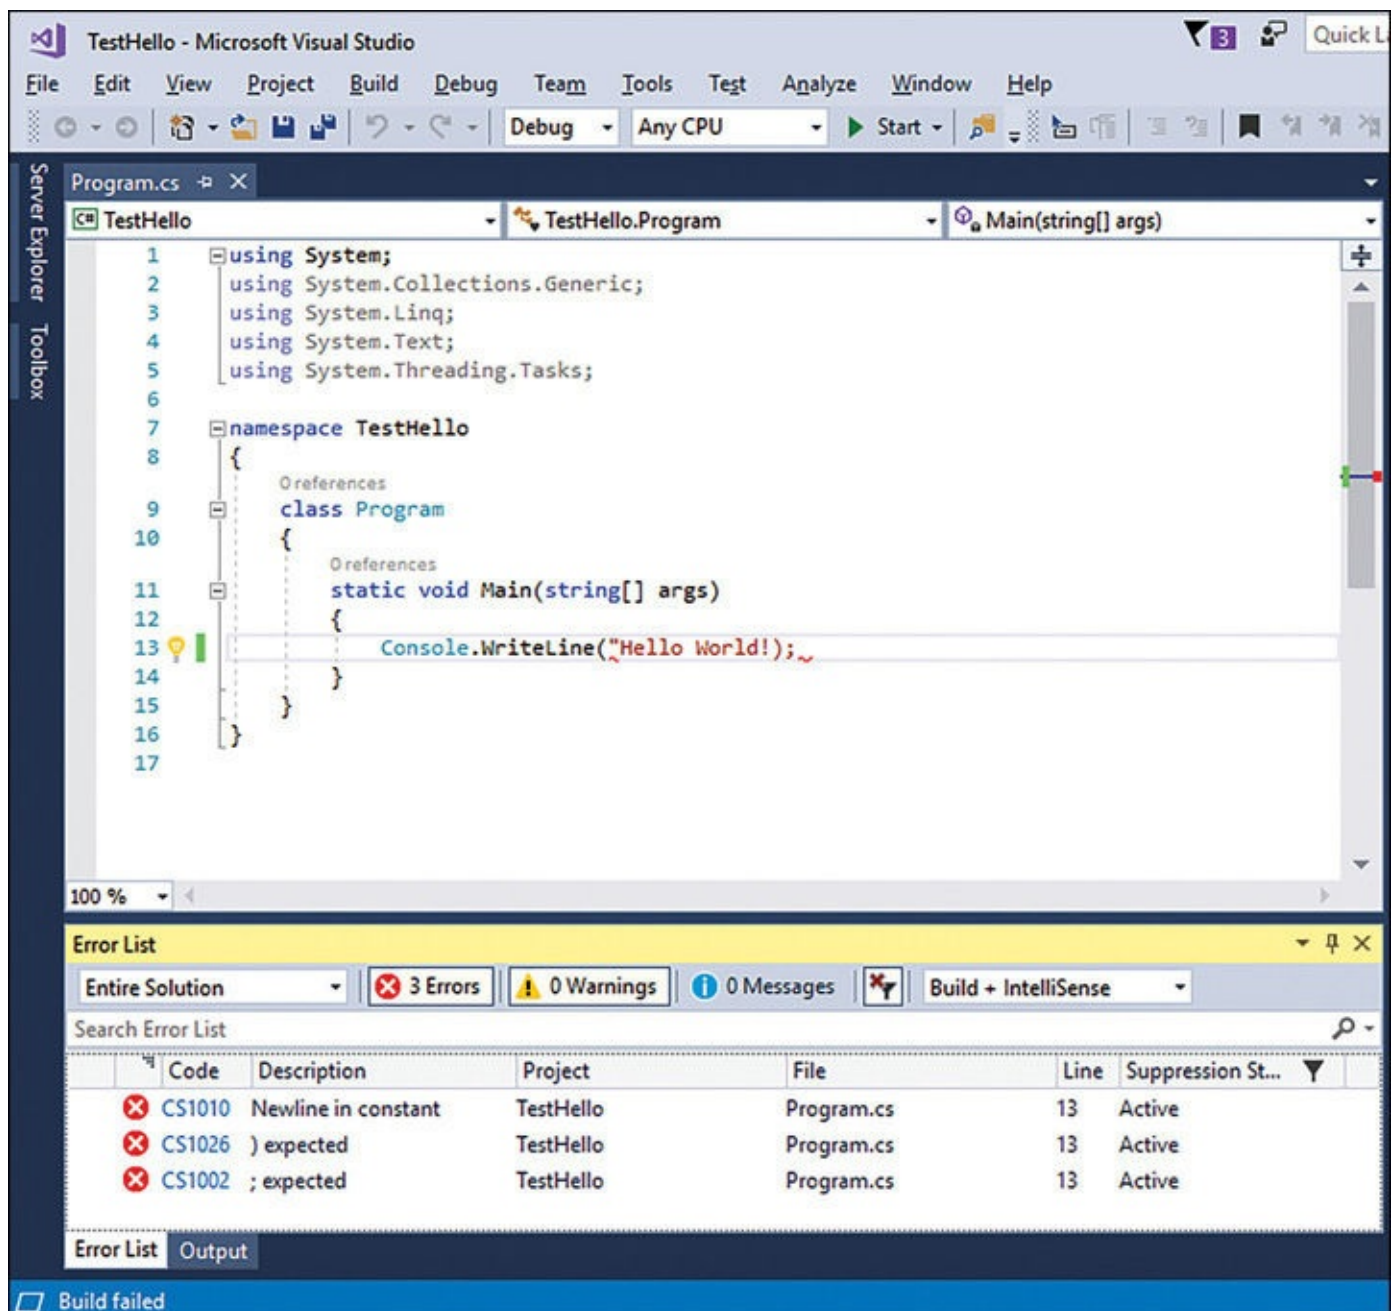 TestHello - Microsoft Visual Studio
3
Quick La
File Edit View Project Build Debug Team Tools Test Analyze Window Help
Debug Any CPU Start
Server Explorer
Toolbox
Program.cs
C# TestHello TestHello.Program Main(string[] args)
1 using System;
2 using System.Collections.Generic;
3 using System.Linq;
4 using System.Text;
5 using System.Threading.Tasks;
6
7 namespace TestHello
8 {
0 references
9 class Program
10 {
0 references
11 static void Main(string[] args)
12 {
13 Console.WriteLine("Hello World!);
14 }
15 }
16 }
17
100 %
Error List
Entire Solution 3 Errors 0 Warnings 0 Messages Build + IntelliSense
Search Error List
Code Description Project File Line Suppression St...
CS1010 Newline in constant TestHello Program.cs 13 Active
CS1026 ) expected TestHello Program.cs 13 Active
CS1002 ; expected TestHello Program.cs 13 Active
Error List Output
Build failed